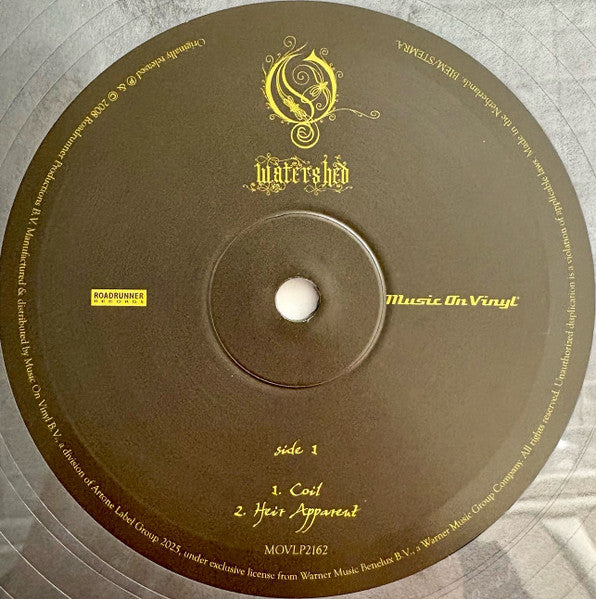 Watershed
ROADRUNNER
RECORDS
Music On Vinyl
side 1
1. Coil
2. Heir Apparent
MOVLP2162
Originally released ℗ & © 2008 Roadrunner Productions B.V. Manufactured & distributed by Music On Vinyl B.V., a division of Artone Label Group 2025, under exclusive license from Warner Music Benelux B.V., a Warner Music Group Company. All rights reserved. Unauthorized duplication is a violation of applicable laws. Made in the Netherlands. BIEM/STEMRA.